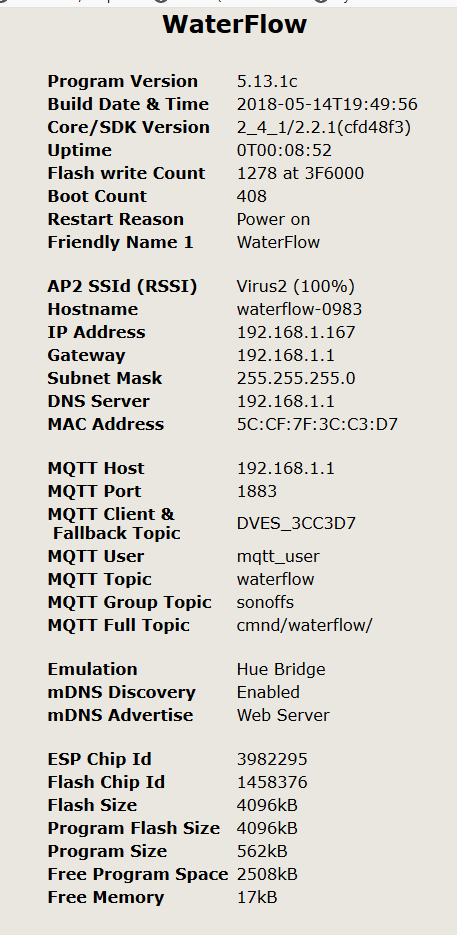 WaterFlow
Program Version 5.13.1c
Build Date & Time 2018-05-14T19:49:56
Core/SDK Version 2_4_1/2.2.1(cfd48f3)
Uptime 0T00:08:52
Flash write Count 1278 at 3F6000
Boot Count 408
Restart Reason Power on
Friendly Name 1 WaterFlow
AP2 SSId (RSSI) Virus2 (100%)
Hostname waterflow-0983
IP Address 192.168.1.167
Gateway 192.168.1.1
Subnet Mask 255.255.255.0
DNS Server 192.168.1.1
MAC Address 5C:CF:7F:3C:C3:D7
MQTT Host 192.168.1.1
MQTT Port 1883
MQTT Client &
Fallback Topic DVES_3CC3D7
MQTT User mqtt_user
MQTT Topic waterflow
MQTT Group Topic sonoffs
MQTT Full Topic cmnd/waterflow/
Emulation Hue Bridge
mDNS Discovery Enabled
mDNS Advertise Web Server
ESP Chip Id 3982295
Flash Chip Id 1458376
Flash Size 4096kB
Program Flash Size 4096kB
Program Size 562kB
Free Program Space 2508kB
Free Memory 17kB